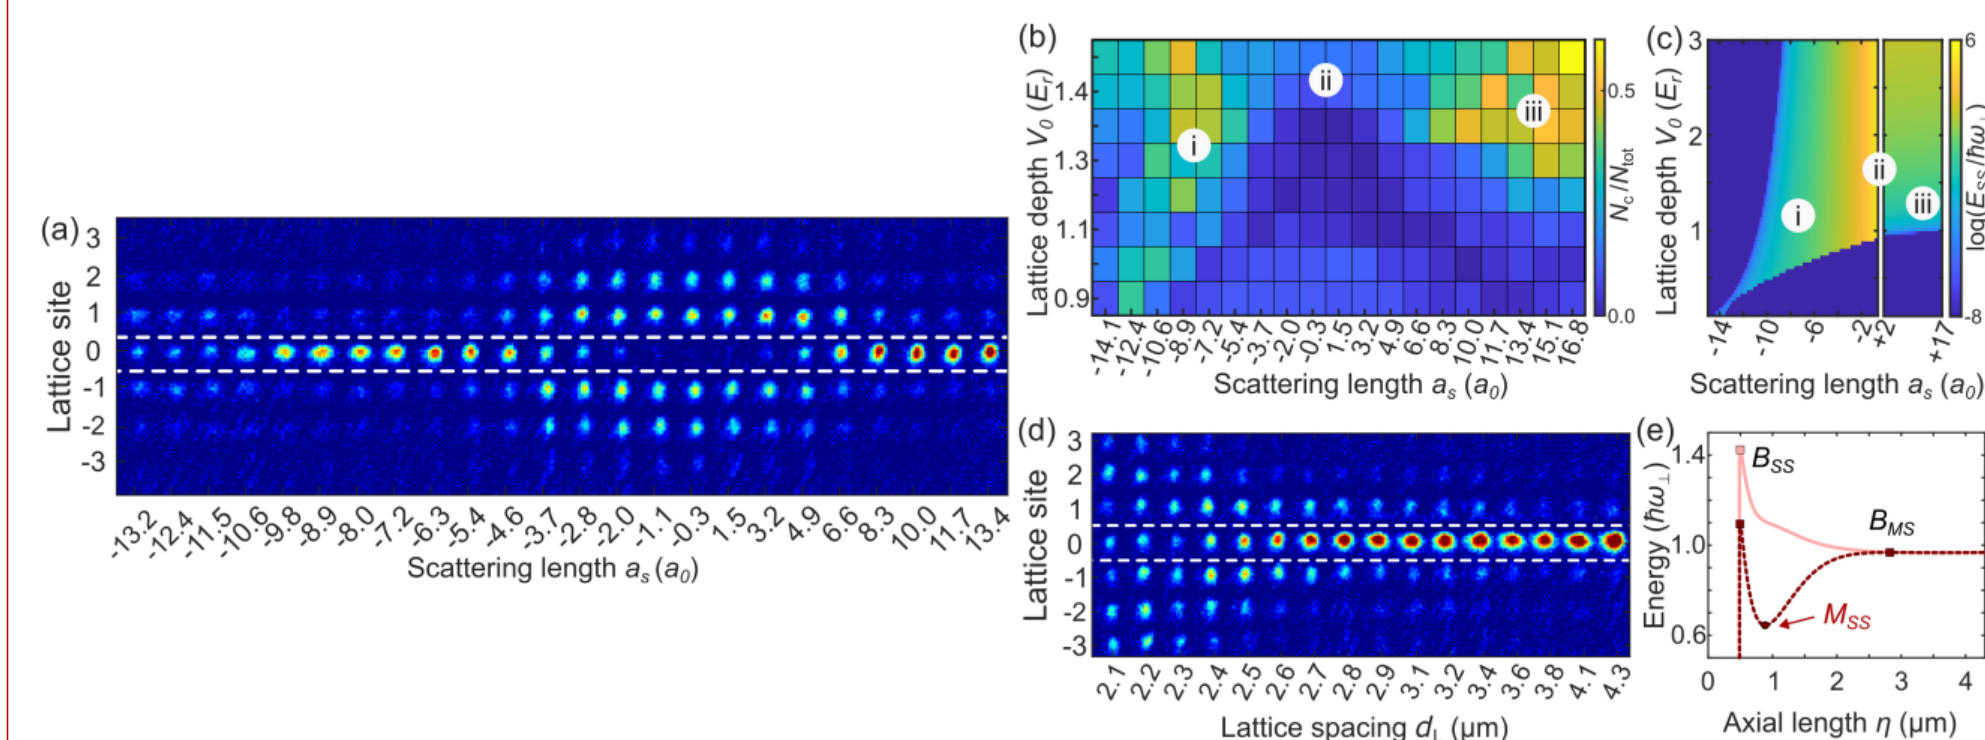 (a)
Lattice site
3
2
1
0
-1
-2
-3
-13.2 -12.4 -11.5 -10.6 -9.8 -8.9 -8.0 -7.2 -6.3 -5.4 -4.6 -3.7 -2.8 -2.0 -1.1 -0.3 1.5 3.2 4.9 6.6 8.3 10.0 11.7 13.4
Scattering length a_s (a_0)
(b)
Lattice depth V_0 (E_r)
1.4
1.3
1.1
0.9
i
ii
iii
-14.1 -12.4 -10.6 -8.9 -7.2 -5.4 -3.7 -2.0 -0.3 1.5 3.2 4.9 6.6 8.3 10.0 11.7 13.4 15.1 16.8
Scattering length a_s (a_0)
0.5
0.0
N_c/N_tot
(c)
Lattice depth V_0 (E_r)
3
2
1
i
ii
iii
-14 -10 -6 -2 +2 +17
Scattering length a_s (a_0)
6
-8
log(E_SS/ħω_⊥)
(d)
Lattice site
3
2
1
0
-1
-2
-3
2.1 2.2 2.3 2.4 2.5 2.6 2.7 2.8 2.9 3.1 3.2 3.4 3.6 3.8 4.1 4.3
Lattice spacing d_⊥ (μm)
(e)
Energy (ħω_⊥)
1.4
1.0
0.6
B_SS
B_MS
M_SS
0 1 2 3 4
Axial length η (μm)